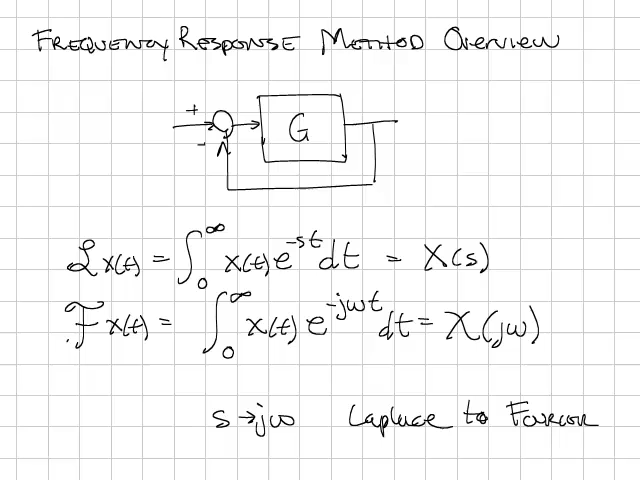 FREQUENCY RESPONSE METHOD OVERVIEW
+
-
G
ℒ x(t) = ∫₀^∞ x(t) e^{-st} dt = X(s)
ℱ x(t) = ∫₀^∞ x(t) e^{-jωt} dt = X(jω)
s → jω Laplace to Fourier